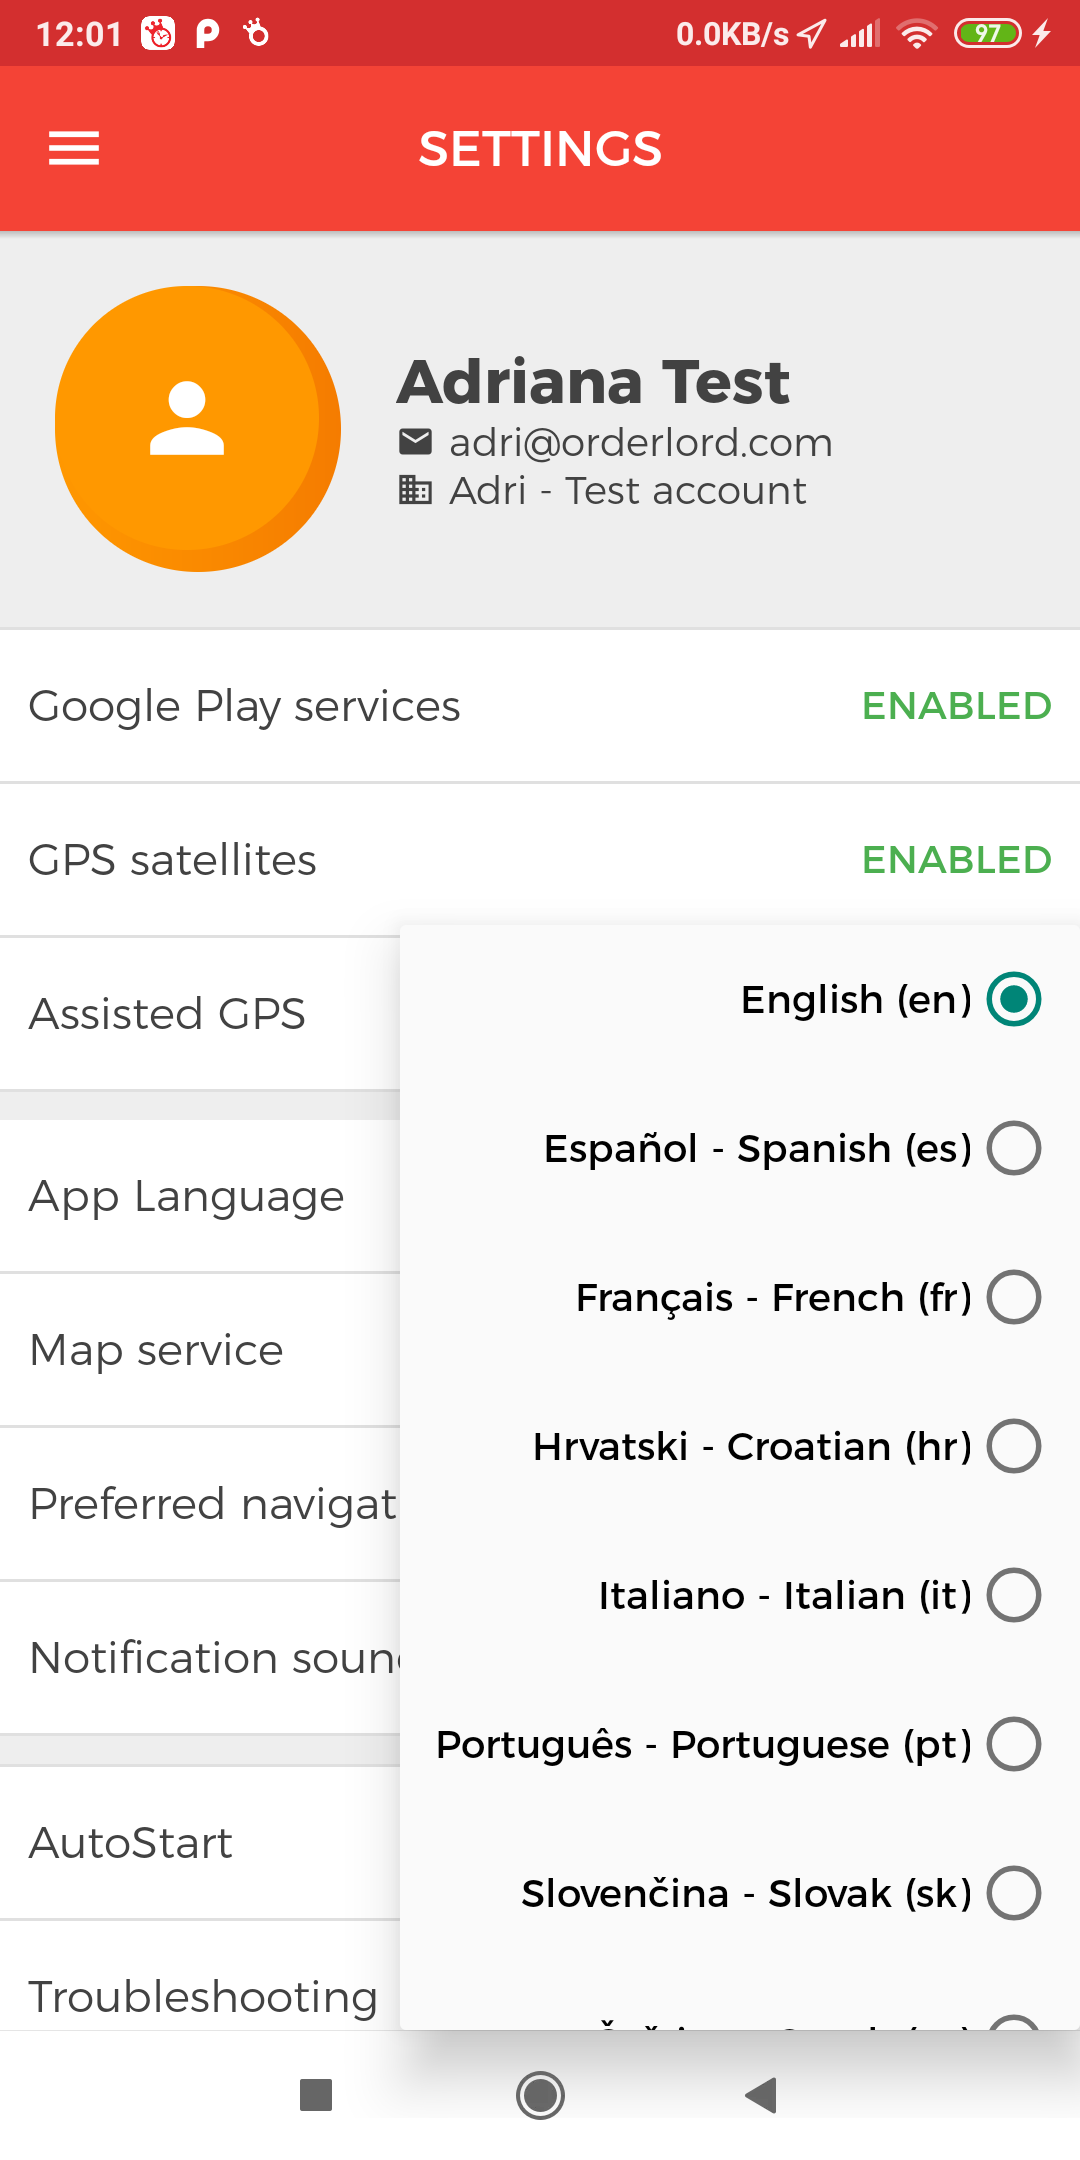 12:01
0.0KB/s
97
SETTINGS
Adriana Test
adri@orderlord.com
Adri - Test account
Google Play services
ENABLED
GPS satellites
ENABLED
Assisted GPS
App Language
Map service
Preferred navigat
Notification soun
AutoStart
Troubleshooting
English (en)
Español - Spanish (es)
Français - French (fr)
Hrvatski - Croatian (hr)
Italiano - Italian (it)
Português - Portuguese (pt)
Slovenčina - Slovak (sk)